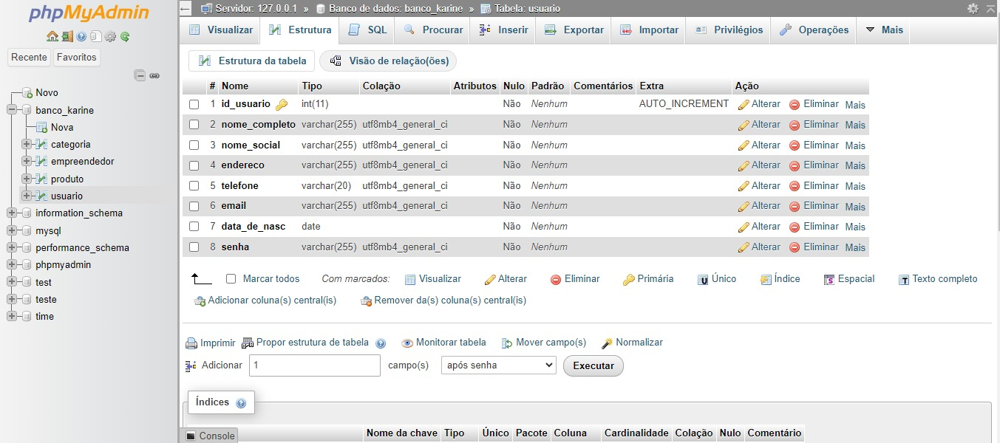 phpMyAdmin
Recente Favoritos
Novo
banco_karine
Nova
categoria
empreendedor
produto
usuario
information_schema
mysql
performance_schema
phpmyadmin
test
teste
time
Servidor: 127.0.0.1 » Banco de dados: banco_karine » Tabela: usuario
Visualizar Estrutura SQL Procurar Inserir Exportar Importar Privilégios Operações Mais
Estrutura da tabela Visão de relação(ões)
# Nome Tipo Colação Atributos Nulo Padrão Comentários Extra Ação
1 id_usuario int(11) Não Nenhum AUTO_INCREMENT Alterar Eliminar Mais
2 nome_completo varchar(255) utf8mb4_general_ci Não Nenhum Alterar Eliminar Mais
3 nome_social varchar(255) utf8mb4_general_ci Não Nenhum Alterar Eliminar Mais
4 endereco varchar(255) utf8mb4_general_ci Não Nenhum Alterar Eliminar Mais
5 telefone varchar(20) utf8mb4_general_ci Não Nenhum Alterar Eliminar Mais
6 email varchar(255) utf8mb4_general_ci Não Nenhum Alterar Eliminar Mais
7 data_de_nasc date Não Nenhum Alterar Eliminar Mais
8 senha varchar(255) utf8mb4_general_ci Não Nenhum Alterar Eliminar Mais
Marcar todos Com marcados: Visualizar Alterar Eliminar Primária Único Índice Espacial Texto completo
Adicionar coluna(s) central(is) Remover da(s) coluna(s) central(is)
Imprimir Propor estrutura de tabela Monitorar tabela Mover campo(s) Normalizar
Adicionar 1 campo(s) após senha Executar
Índices
Nome da chave Tipo Único Pacote Coluna Cardinalidade Colação Nulo Comentário
Console